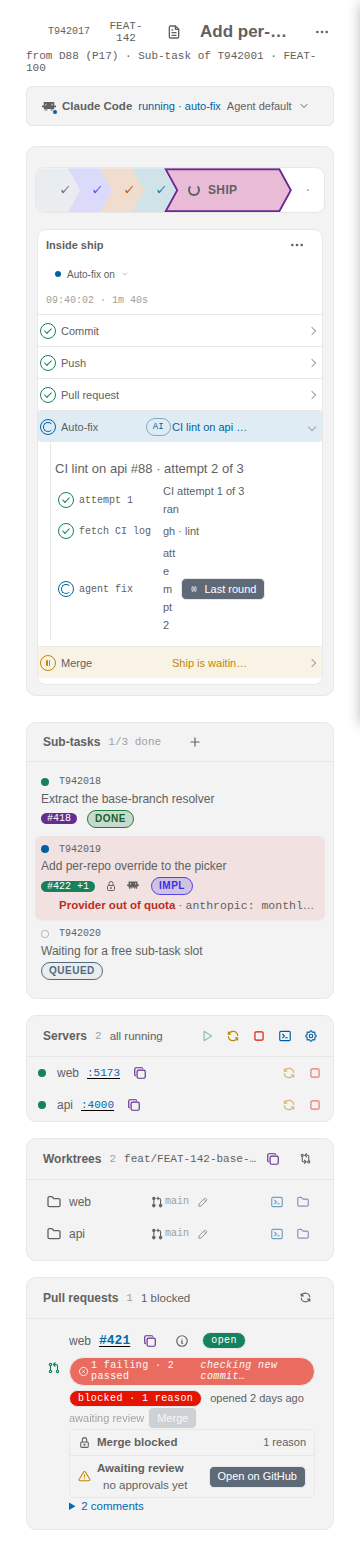 T942017 FEAT-142 Add per-...
from D88 (P17) · Sub-task of T942001 · FEAT-100
Claude Code running · auto-fix Agent default
SHIP
Inside ship
Auto-fix on
09:40:02 · 1m 40s
Commit
Push
Pull request
Auto-fix AI CI lint on api …
CI lint on api #88 · attempt 2 of 3
attempt 1 CI attempt 1 of 3 ran
fetch CI log gh · lint
agent fix attempt 2 Last round
Merge Ship is waitin…
Sub-tasks 1/3 done
T942018
Extract the base-branch resolver
#418 DONE
T942019
Add per-repo override to the picker
#422 +1 IMPL
Provider out of quota · anthropic: monthl…
T942020
Waiting for a free sub-task slot
QUEUED
Servers 2 all running
web :5173
api :4000
Worktrees 2 feat/FEAT-142-base-…
web main
api main
Pull requests 1 1 blocked
web #421 open
1 failing · 2 passed checking new commit…
blocked · 1 reason opened 2 days ago
awaiting review Merge
Merge blocked 1 reason
Awaiting review
no approvals yet Open on GitHub
2 comments